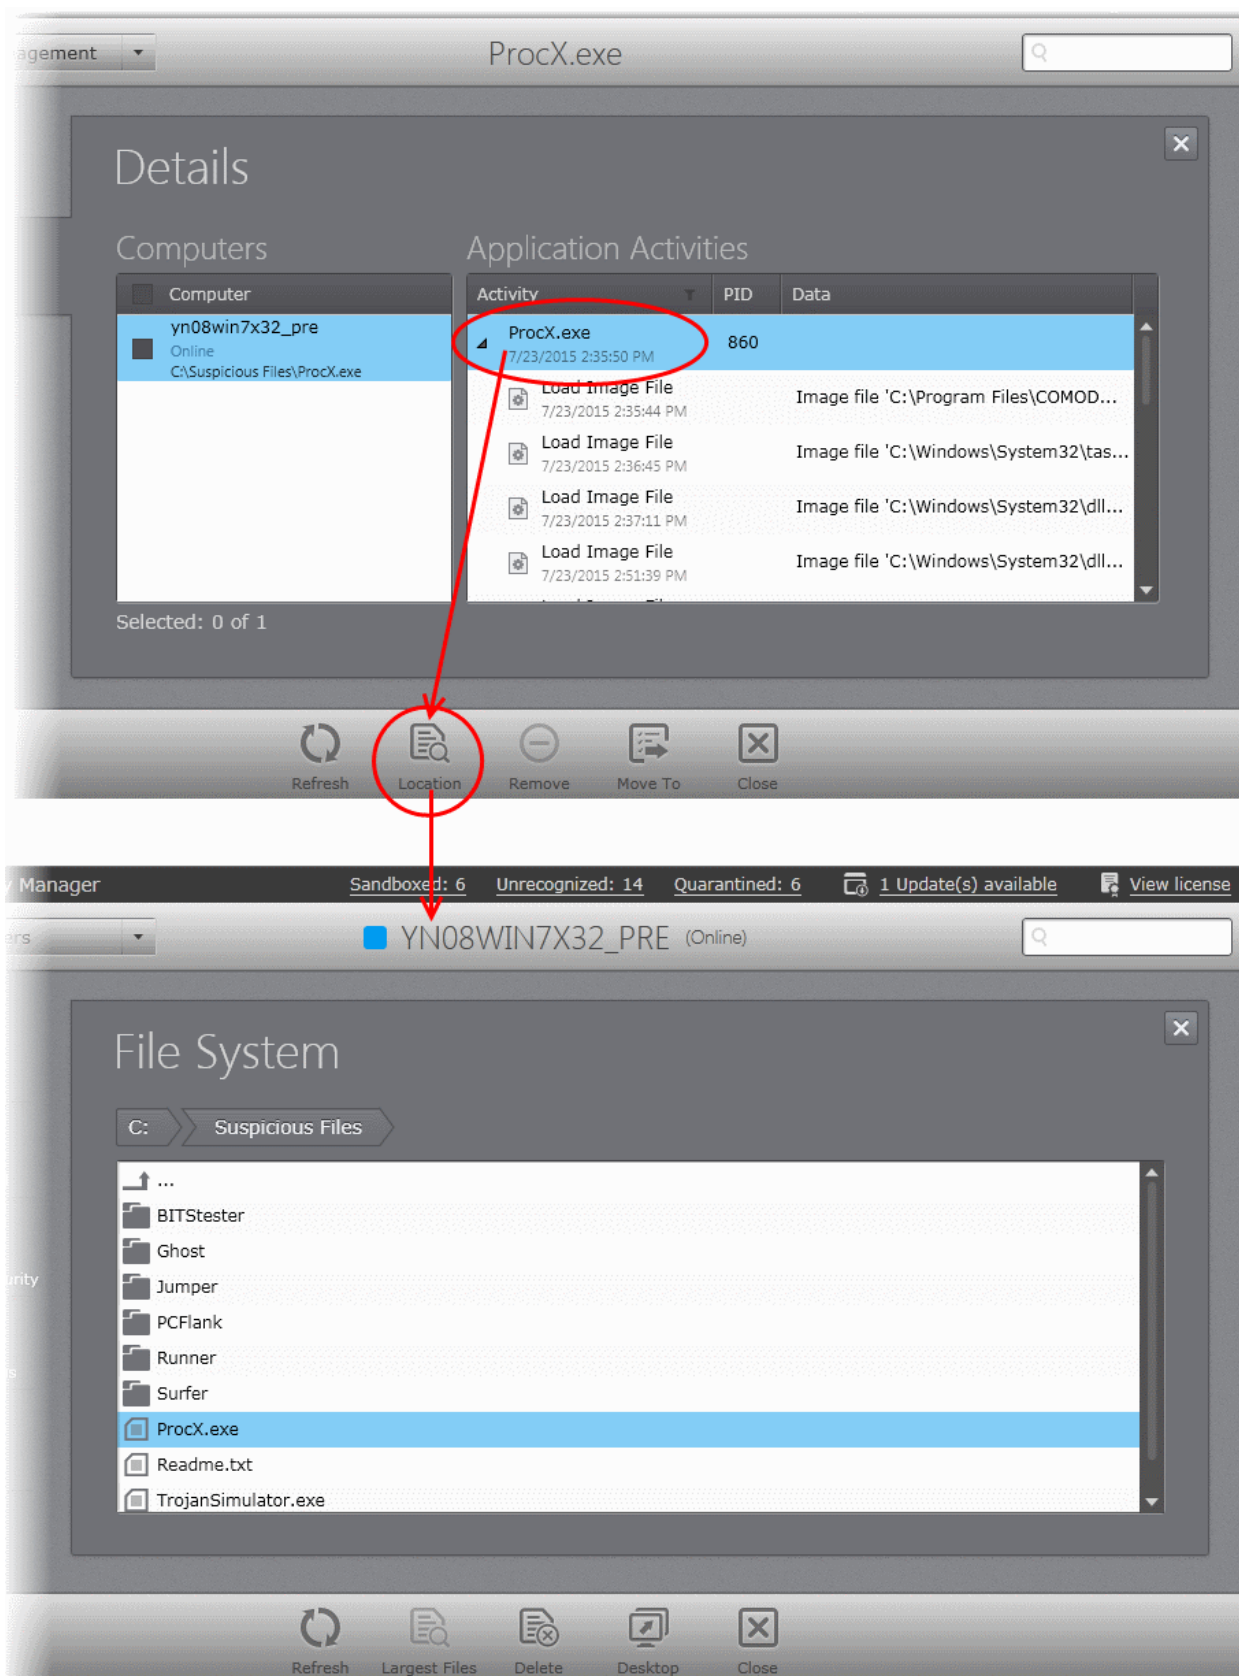 agement
ProcX.exe
Details
Computers
Application Activities
Computer
Activity PID Data
yn08win7x32_pre
Online
C:\Suspicious Files\ProcX.exe
ProcX.exe 860
7/23/2015 2:35:50 PM
Load Image File
7/23/2015 2:35:44 PM
Image file 'C:\Program Files\COMOD...
Load Image File
7/23/2015 2:36:45 PM
Image file 'C:\Windows\System32\tas...
Load Image File
7/23/2015 2:37:11 PM
Image file 'C:\Windows\System32\dll...
Load Image File
7/23/2015 2:51:39 PM
Image file 'C:\Windows\System32\dll...
Selected: 0 of 1
Refresh Location Remove Move To Close
y Manager Sandboxed: 6 Unrecognized: 14 Quarantined: 6 1 Update(s) available View license
ers
YN08WIN7X32_PRE (Online)
File System
C: Suspicious Files
...
BITStester
Ghost
urity
Jumper
PCFlank
Runner
s
Surfer
ProcX.exe
Readme.txt
TrojanSimulator.exe
Refresh Largest Files Delete Desktop Close